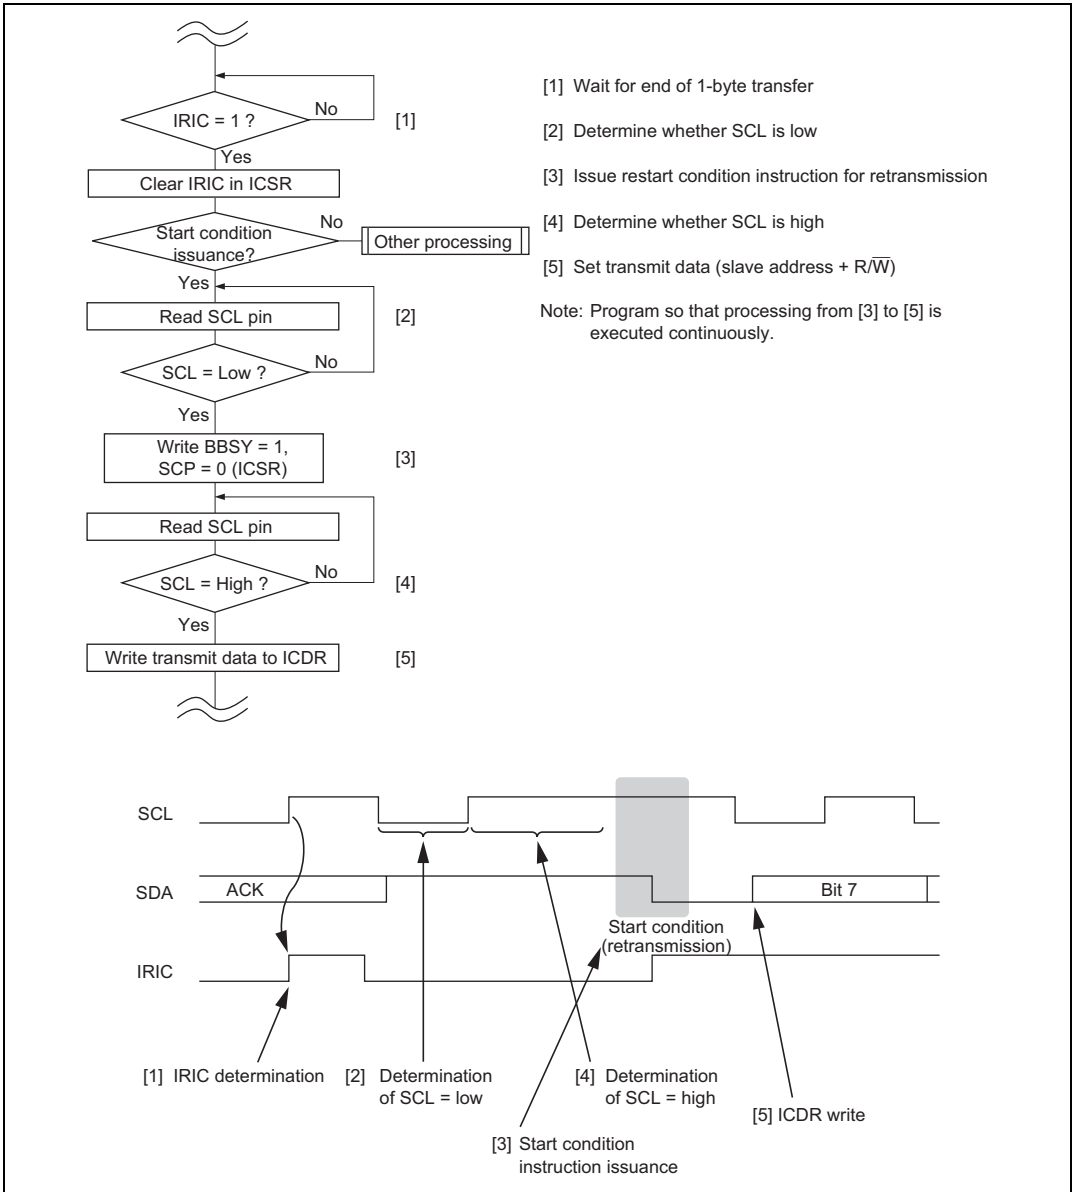 IRIC = 1 ?
No
[1]
Yes
Clear IRIC in ICSR
Start condition
issuance?
No
Other processing
Yes
Read SCL pin
[2]
SCL = Low ?
No
Yes
Write BBSY = 1,
SCP = 0 (ICSR)
[3]
Read SCL pin
SCL = High ?
No
[4]
Yes
Write transmit data to ICDR
[5]
[1] Wait for end of 1-byte transfer
[2] Determine whether SCL is low
[3] Issue restart condition instruction for retransmission
[4] Determine whether SCL is high
[5] Set transmit data (slave address + R/W̅)
Note: Program so that processing from [3] to [5] is
executed continuously.
SCL
SDA
ACK
Bit 7
Start condition
(retransmission)
IRIC
[1] IRIC determination
[2] Determination
of SCL = low
[4] Determination
of SCL = high
[5] ICDR write
[3] Start condition
instruction issuance